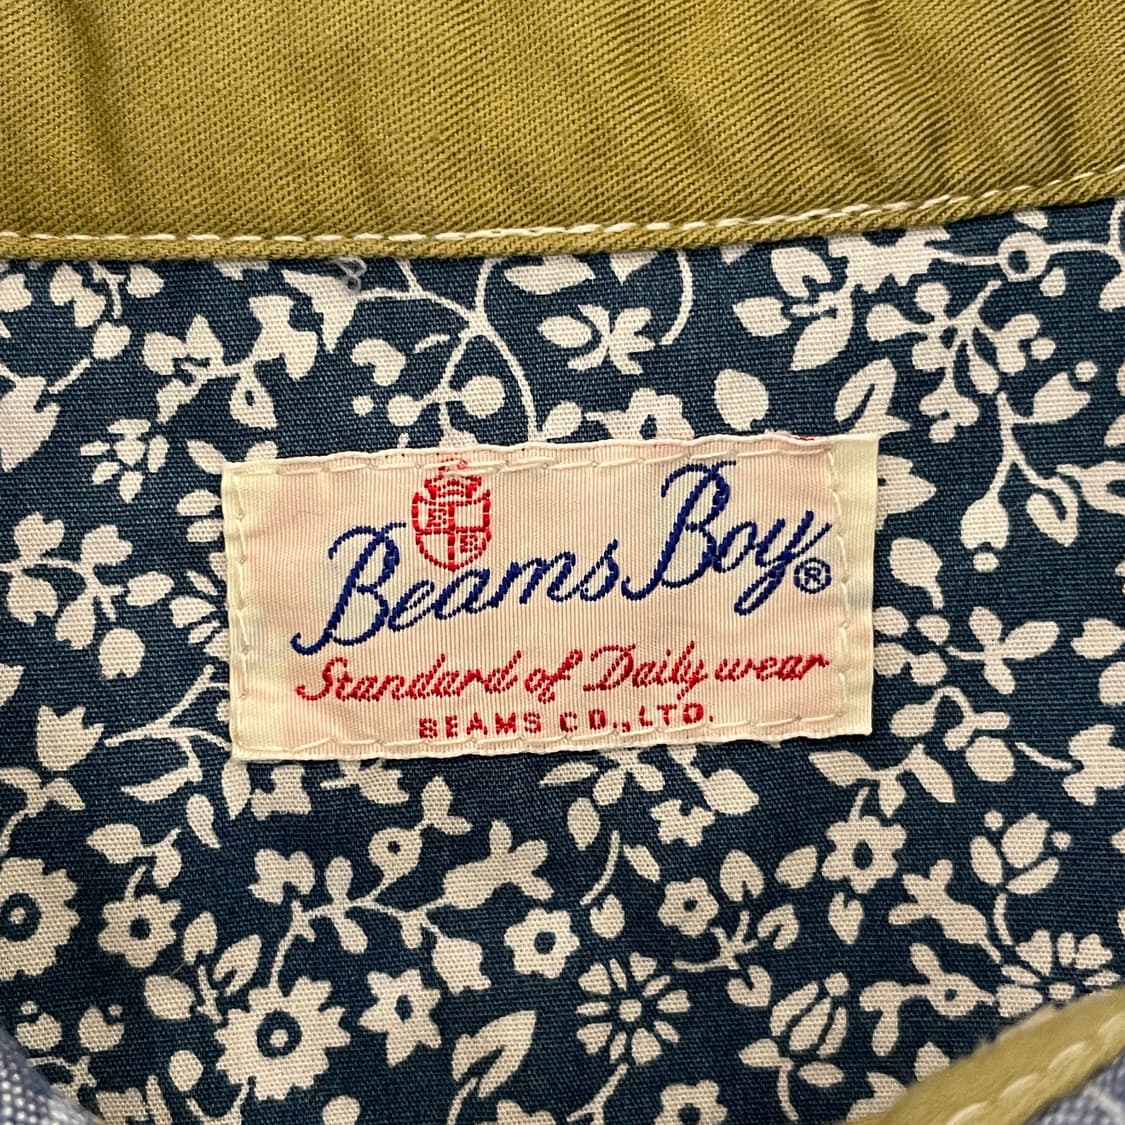 Beams Boy®
Standard of Daily wear
BEAMS CO., LTD.